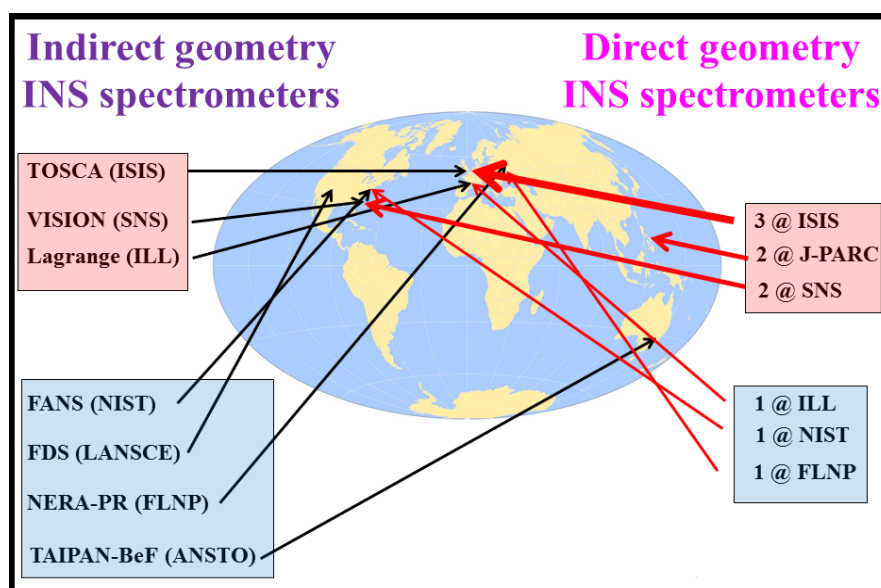 Indirect geometry
INS spectrometers
Direct geometry
INS spectrometers
TOSCA (ISIS)
VISION (SNS)
Lagrange (ILL)
3 @ ISIS
2 @ J-PARC
2 @ SNS
FANS (NIST)
FDS (LANSCE)
NERA-PR (FLNP)
TAIPAN-BeF (ANSTO)
1 @ ILL
1 @ NIST
1 @ FLNP